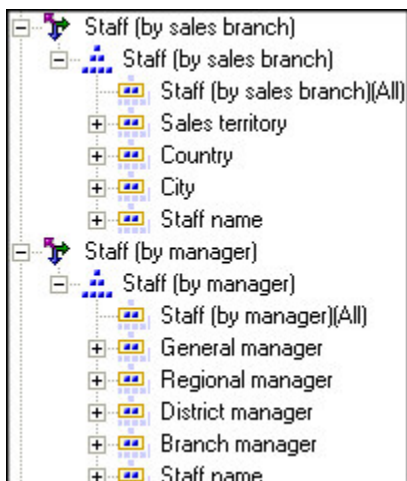 Staff (by sales branch)
Staff (by sales branch)
Staff (by sales branch)(All)
Sales territory
Country
City
Staff name
Staff (by manager)
Staff (by manager)
Staff (by manager)(All)
General manager
Regional manager
District manager
Branch manager
Staff name